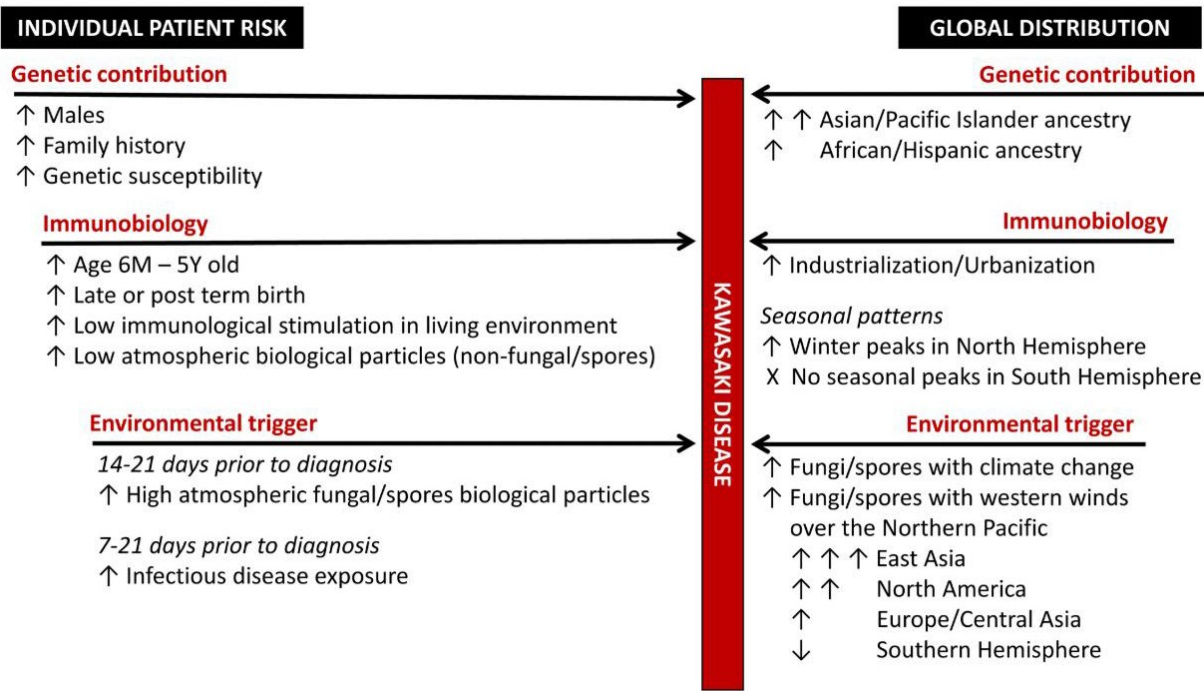 INDIVIDUAL PATIENT RISK
Genetic contribution
↑ Males
↑ Family history
↑ Genetic susceptibility
Immunobiology
↑ Age 6M – 5Y old
↑ Late or post term birth
↑ Low immunological stimulation in living environment
↑ Low atmospheric biological particles (non-fungal/spores)
Environmental trigger
14-21 days prior to diagnosis
↑ High atmospheric fungal/spores biological particles
7-21 days prior to diagnosis
↑ Infectious disease exposure
KAWASAKI DISEASE
GLOBAL DISTRIBUTION
Genetic contribution
↑ ↑ Asian/Pacific Islander ancestry
↑ African/Hispanic ancestry
Immunobiology
↑ Industrialization/Urbanization
Seasonal patterns
↑ Winter peaks in North Hemisphere
X No seasonal peaks in South Hemisphere
Environmental trigger
↑ Fungi/spores with climate change
↑ Fungi/spores with western winds
over the Northern Pacific
↑ ↑ ↑ East Asia
↑ ↑ North America
↑ Europe/Central Asia
↓ Southern Hemisphere